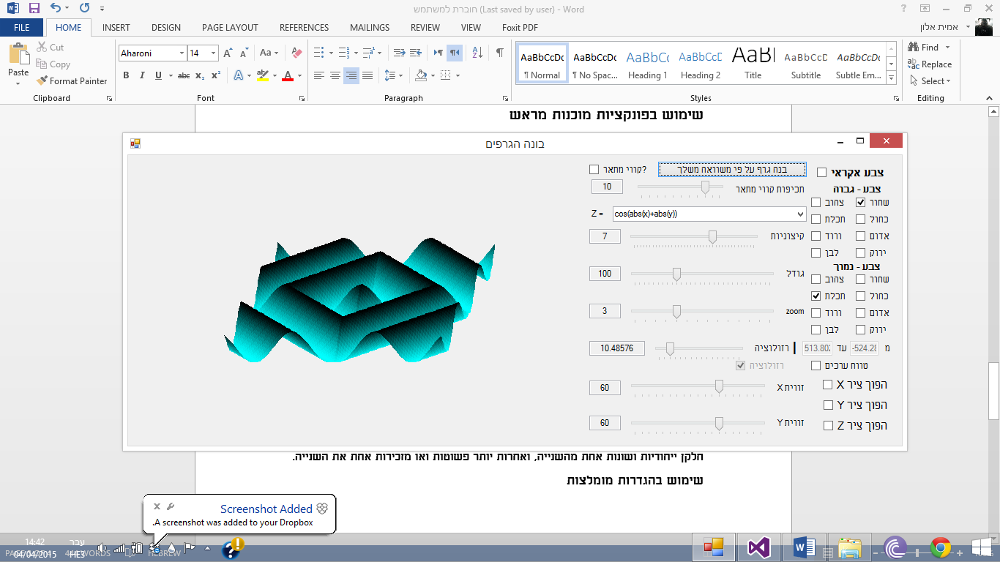 חוברת למשתמש (Last saved by user) - Word
FILE HOME INSERT DESIGN PAGE LAYOUT REFERENCES MAILINGS REVIEW VIEW Foxit PDF
אמית אלון
Paste
Cut
Copy
Format Painter
Aharoni 14
Aa
B I U abc x₂ x²
A ab A
AaBbCcDc AaBbCcDc AaBbCc AaBbCc AaBl AaBbCcD AaBbCcDc
¶ Normal ¶ No Spac... Heading 1 Heading 2 Title Subtitle Subtle Em...
Find
Replace
Select
Clipboard Font Paragraph Styles Editing
שימוש בפונקציות מוכנות מראש
בונה הגרפים
צבע אקראי
בנה גרף על פי משוואה משלך
קווי מתאר?
תכיפות קווי מתאר
10
צבע - גבוה
שחור צהוב
כחול תכלת
אדום ורוד
ירוק לבן
Z = cos(abs(x)+abs(y))
קיצוניות
7
צבע - נמוך
שחור צהוב
כחול תכלת
אדום ורוד
ירוק לבן
גודל
100
zoom
3
מ -524.28 עד 513.802 | רזולוציה
10.48576
טווח ערכים
רזולוציה
הפוך ציר X
הפוך ציר Y
הפוך ציר Z
זווית X
60
זווית Y
60
חלקן ייחודיות ושונות אחת מהשנייה, ואחרות יותר פשוטות ואו מזכירות אחת את השנייה.
שימוש בהגדרות מומלצות
Screenshot Added
.A screenshot was added to your Dropbox
14:42
04/04/2015
עבר
HE
WORDS
HEBREW